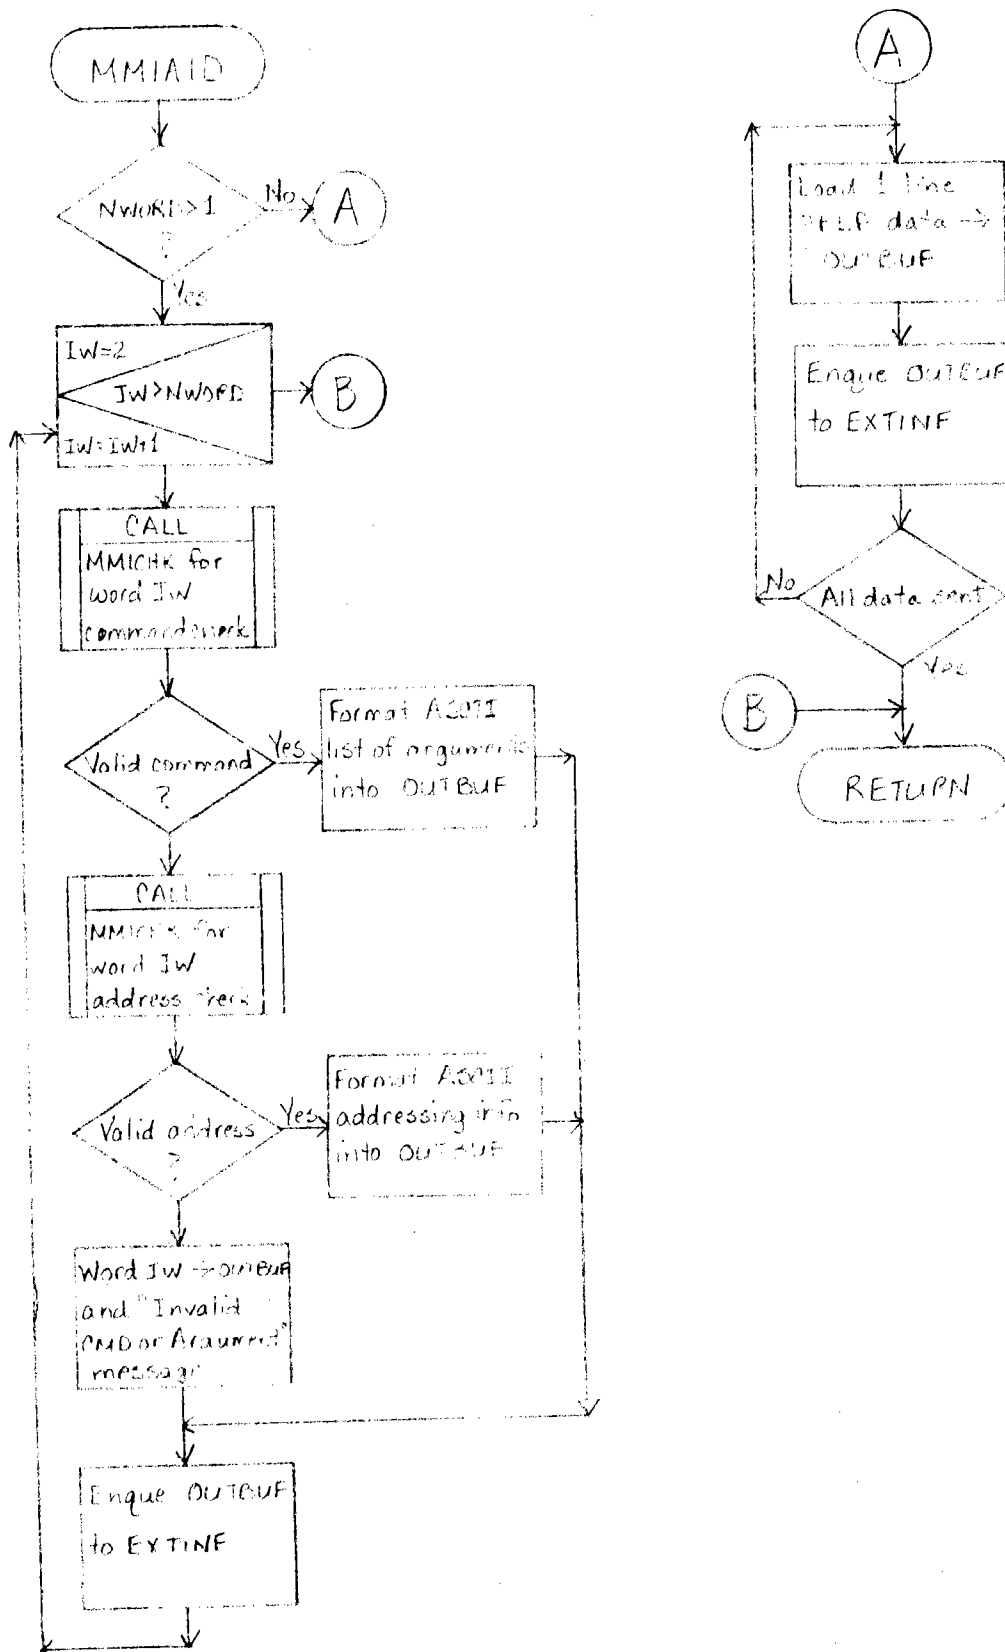 MMIAID
NWORD>1
?
No
A
Yes
IW=2
IW>NWORD
B
IW=IW+1
CALL
MMICHK for
word IW
command check
Valid command
?
Yes
Format ASCII
list of arguments
into OUTBUF
CALL
MMICHK for
word IW
address check
Valid address
?
Yes
Format ASCII
addressing info
into OUTBUF
Word IW → OUTBUF
and "Invalid
CMD or Argument"
message
Enque OUTBUF
to EXTINF
A
Load 1 line
data →
OUTBUF
Enque OUTBUF
to EXTINF
All data sent
No
Yes
B
RETURN